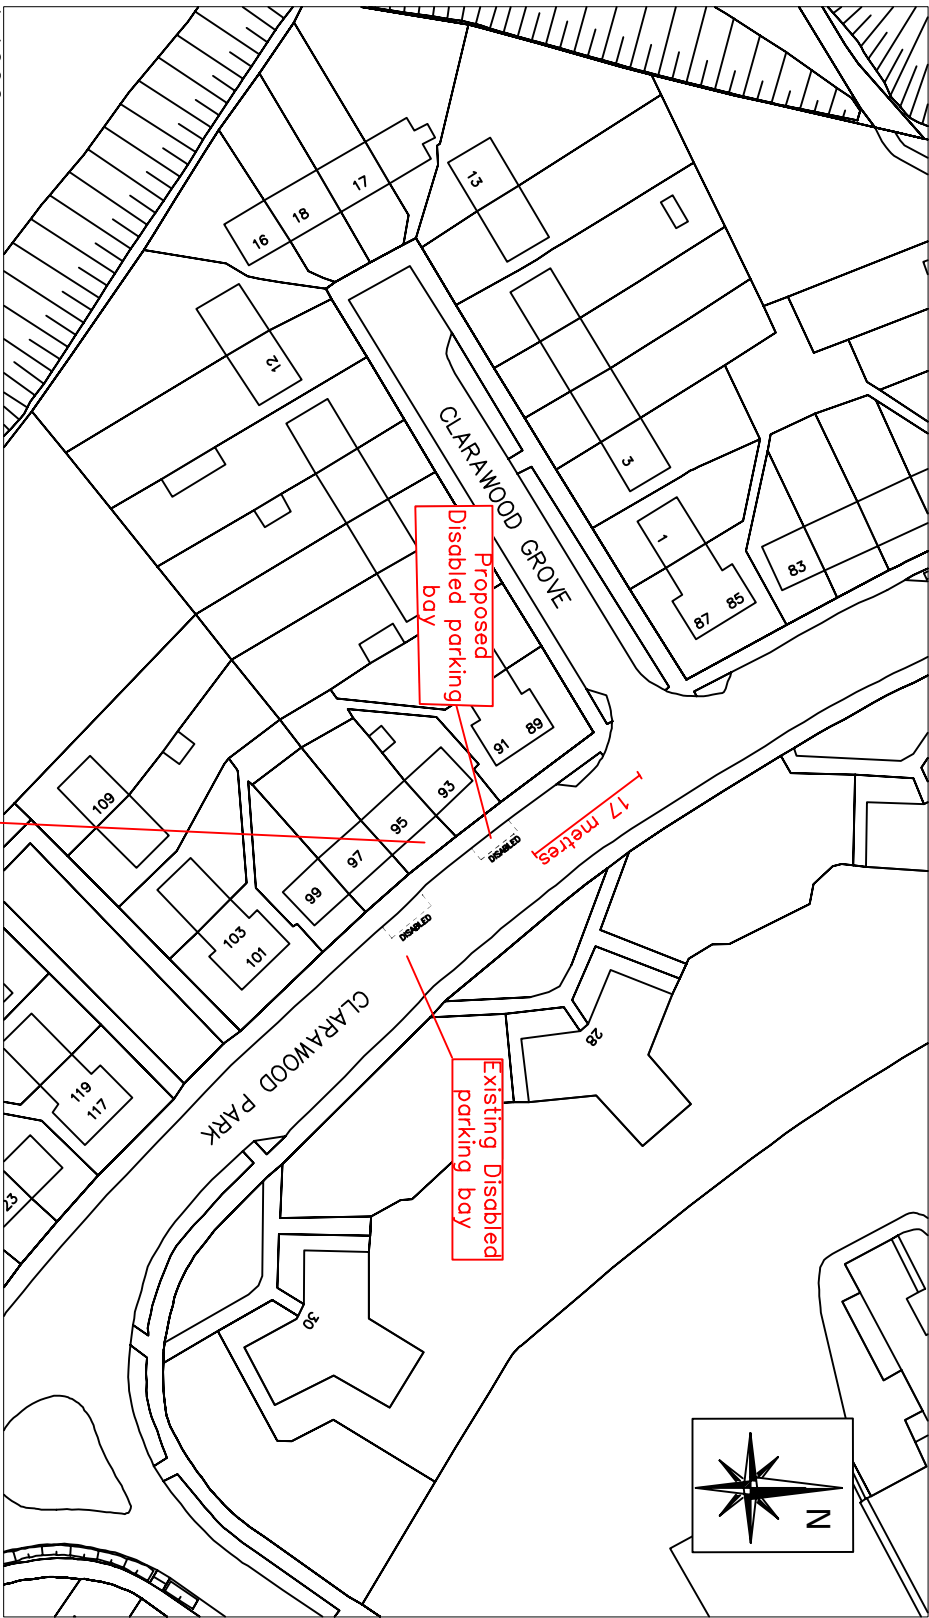 13
17
18
16
12
3
1
83
85
87
CLARAWOOD GROVE
Proposed
Disabled parking
bay
91
89
93
95
97
99
109
103
101
DISABLED
DISABLED
17 metres
CLARAWOOD PARK
28
Existing Disabled
parking bay
119
117
23
30
N